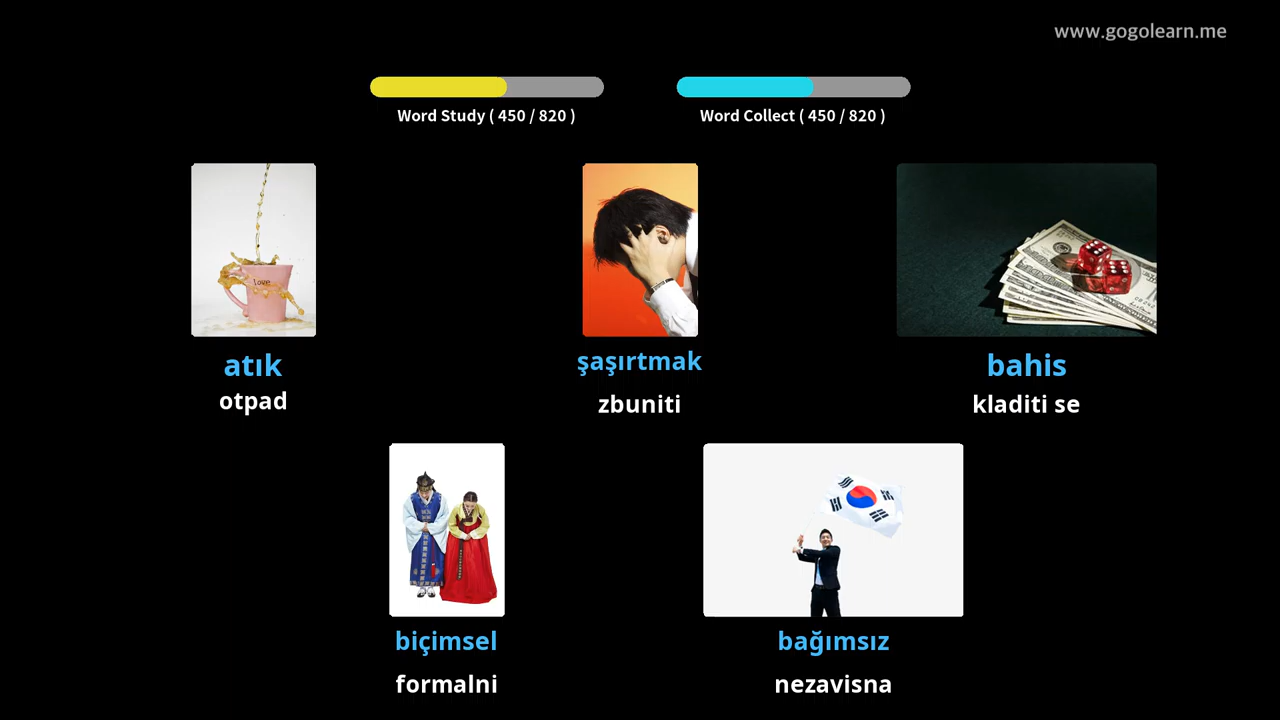 www.gogolearn.me
Word Study ( 450 / 820 )
Word Collect ( 450 / 820 )
love
atık
otpad
şaşırtmak
zbuniti
bahis
kladiti se
biçimsel
formalni
bağımsız
nezavisna